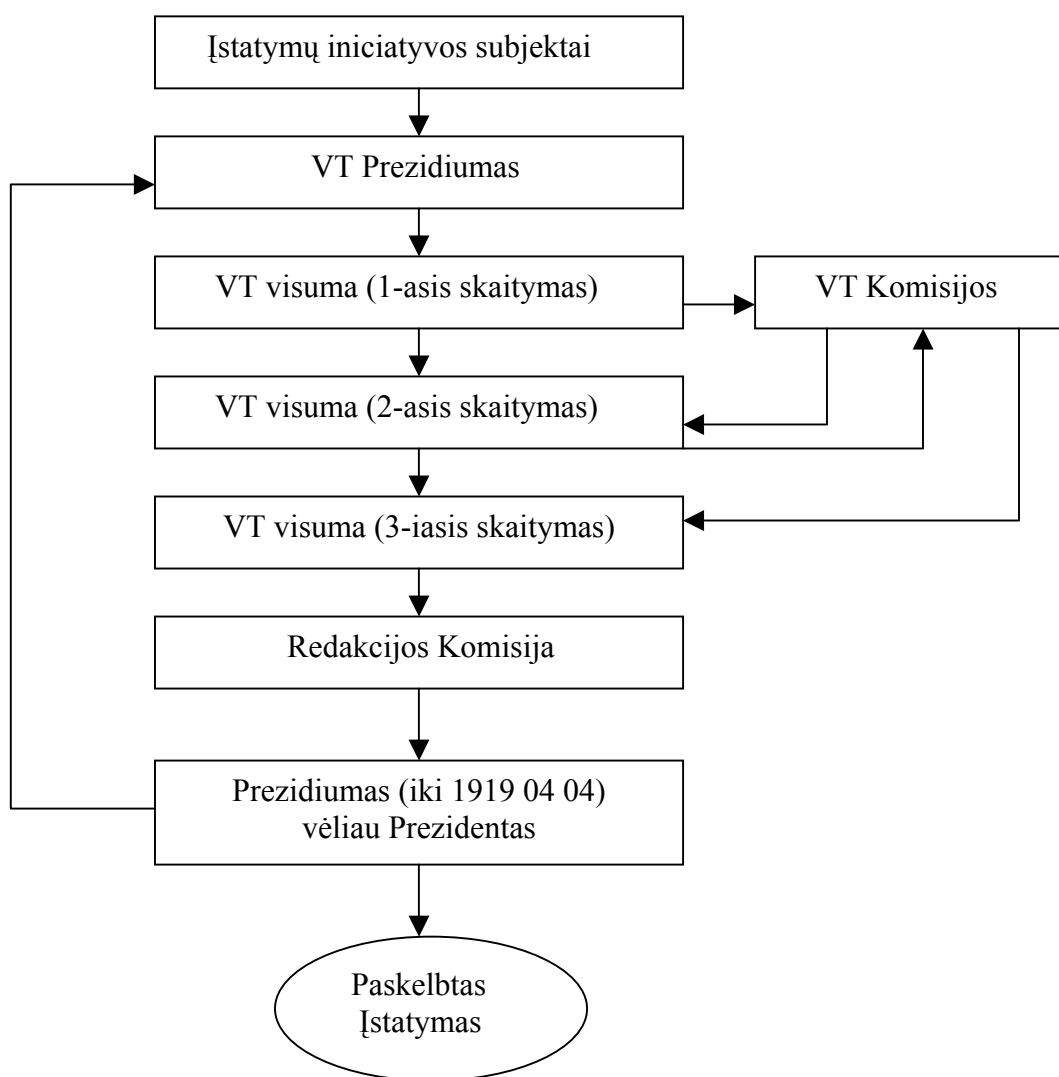 Įstatymų iniciatyvos subjektai
VT Prezidiumas
VT visuma (1-asis skaitymas)
VT Komisijos
VT visuma (2-asis skaitymas)
VT visuma (3-iasis skaitymas)
Redakcijos Komisija
Prezidiumas (iki 1919 04 04)
vėliau Prezidentas
Paskelbtas
Įstatymas